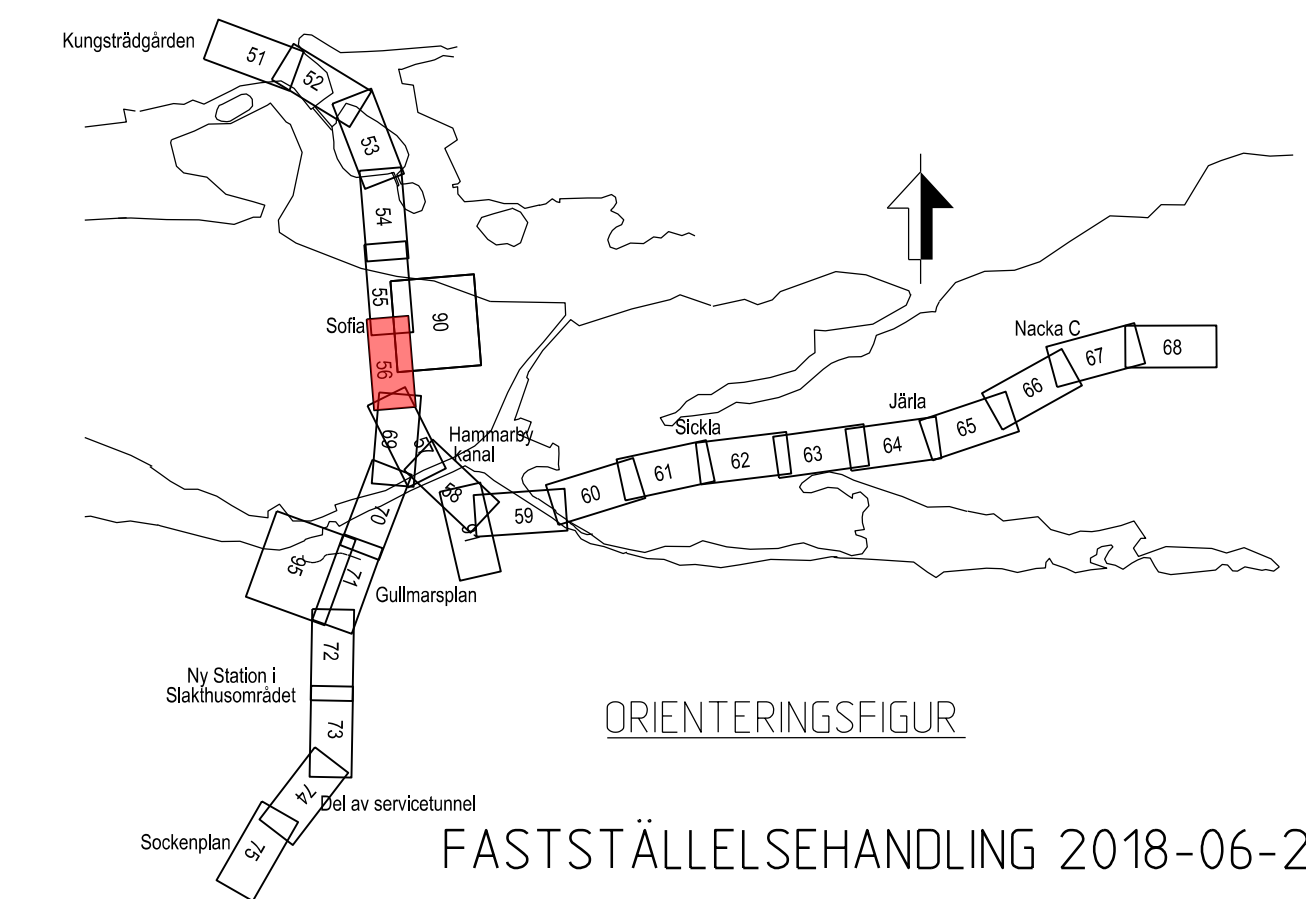 Kungsträdgården
51
52
53
54
55
90
Sofia
56
Nacka C
68
67
66
Järla
65
64
63
Sickla
62
61
60
59
Hammarby
kanal
69
57
58
70
95
71
Gullmarsplan
72
Ny Station i
Slakthusområdet
73
ORIENTERINGSFIGUR
74
Del av servicetunnel
Sockenplan
75
FASTSTÄLLELSEHANDLING 2018-06-2